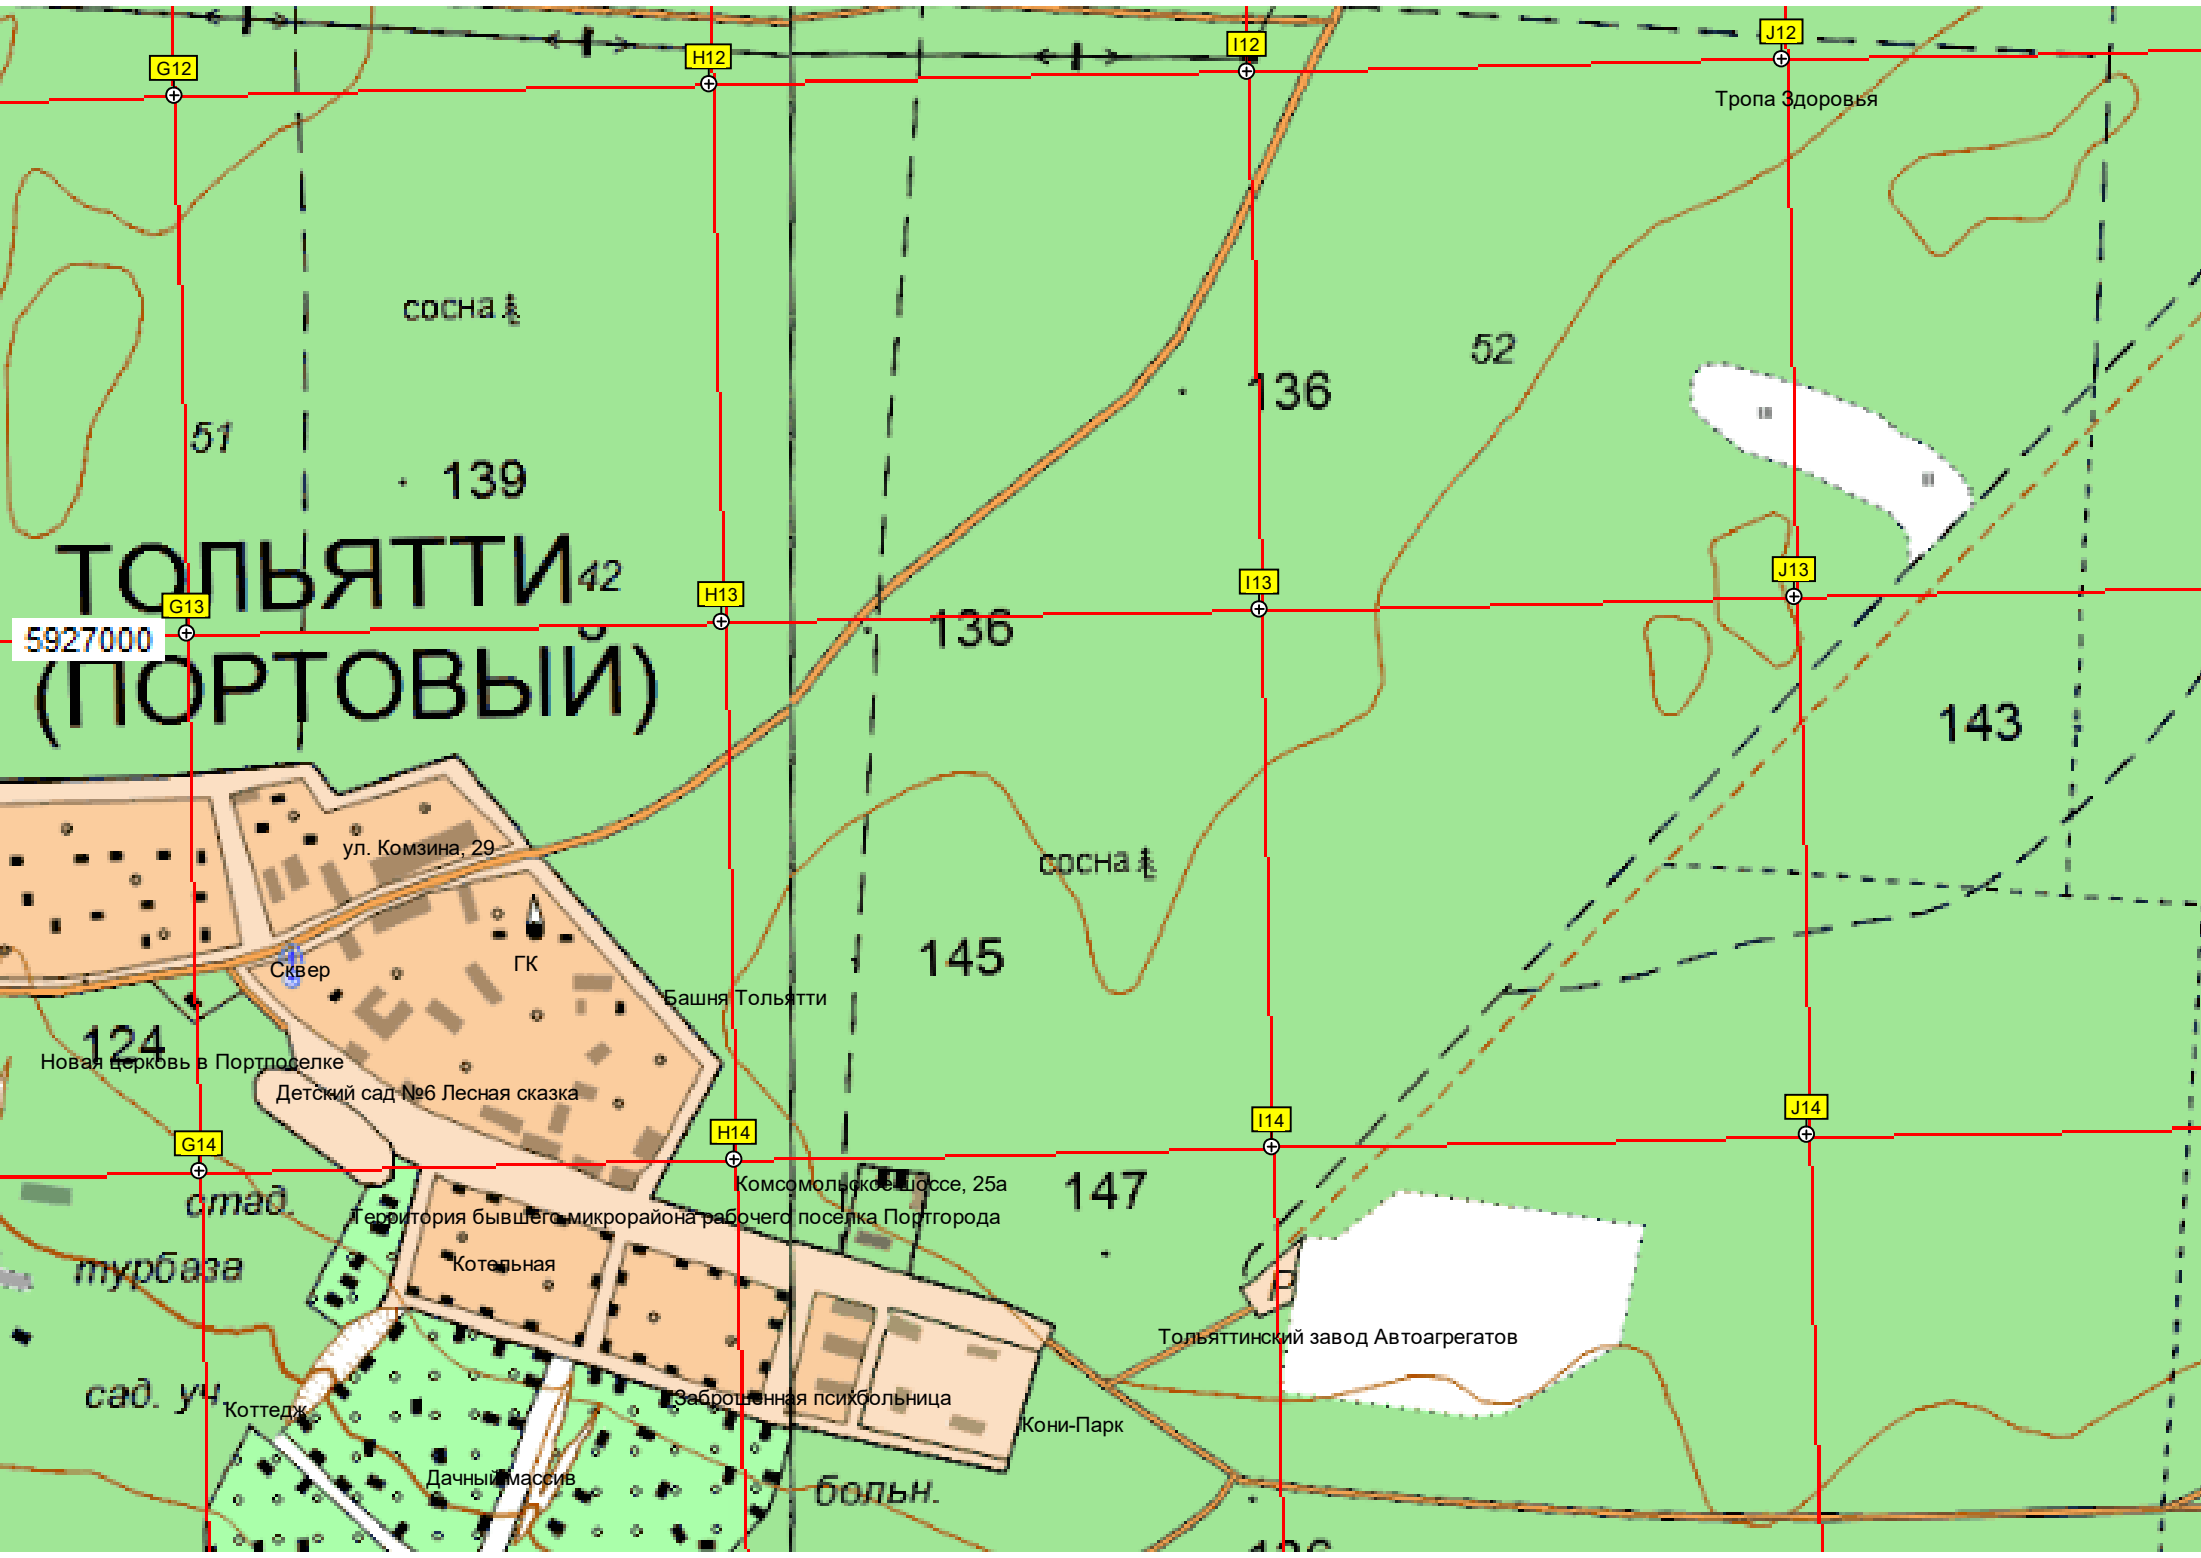 J12
I12
H12
G12
Тропа Здоровья
сосна
52
136
51
139
ТОЛЬЯТТИ
42
J13
I13
H13
G13
136
5927000
(ПОРТОВЫЙ)
143
ул. Комзина, 29
сосна
145
ГК
Сквер
Башня Тольятти
124
Новая церковь в Портпоселке
Детский сад №6 Лесная сказка
J14
I14
H14
G14
Комсомольское шоссе, 25а
147
стад.
Территория бывшего микрорайона рабочего поселка Портгорода
Котельная
турбаза
Тольяттинский завод Автоагрегатов
сад. уч.
Заброшенная психбольница
Коттедж
Кони-Парк
Дачный массив
больн.